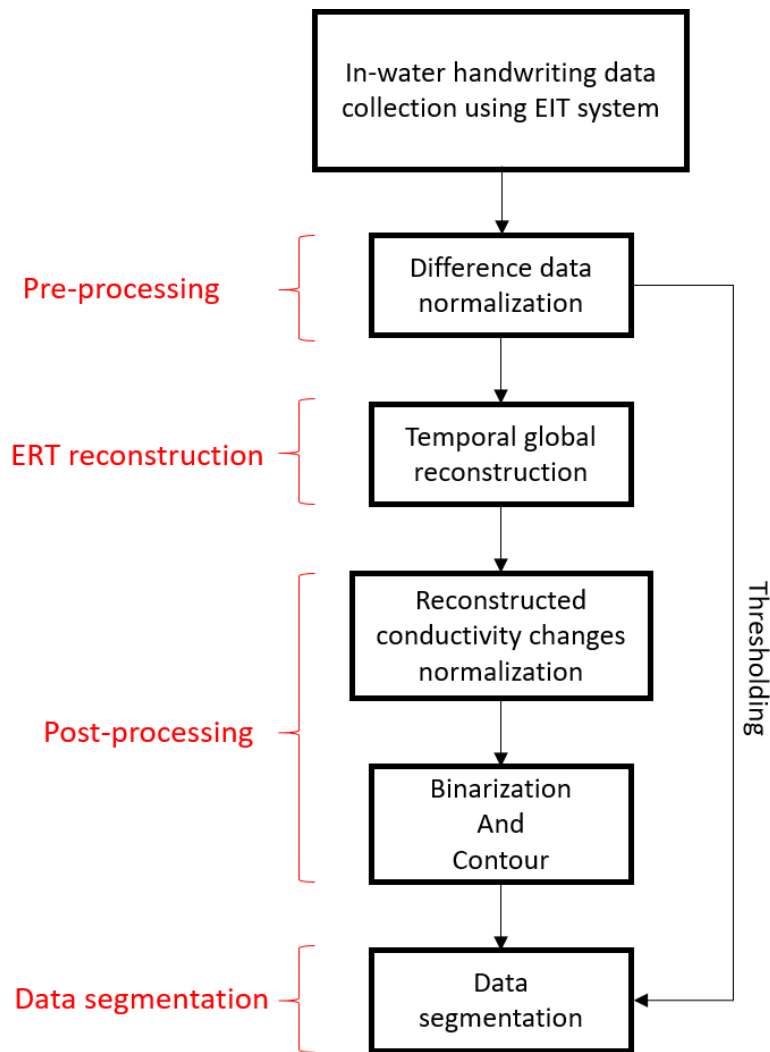 In-water handwriting data
collection using EIT system
Pre-processing
Difference data
normalization
ERT reconstruction
Temporal global
reconstruction
Post-processing
Reconstructed
conductivity changes
normalization
Thresholding
Binarization
And
Contour
Data segmentation
Data
segmentation